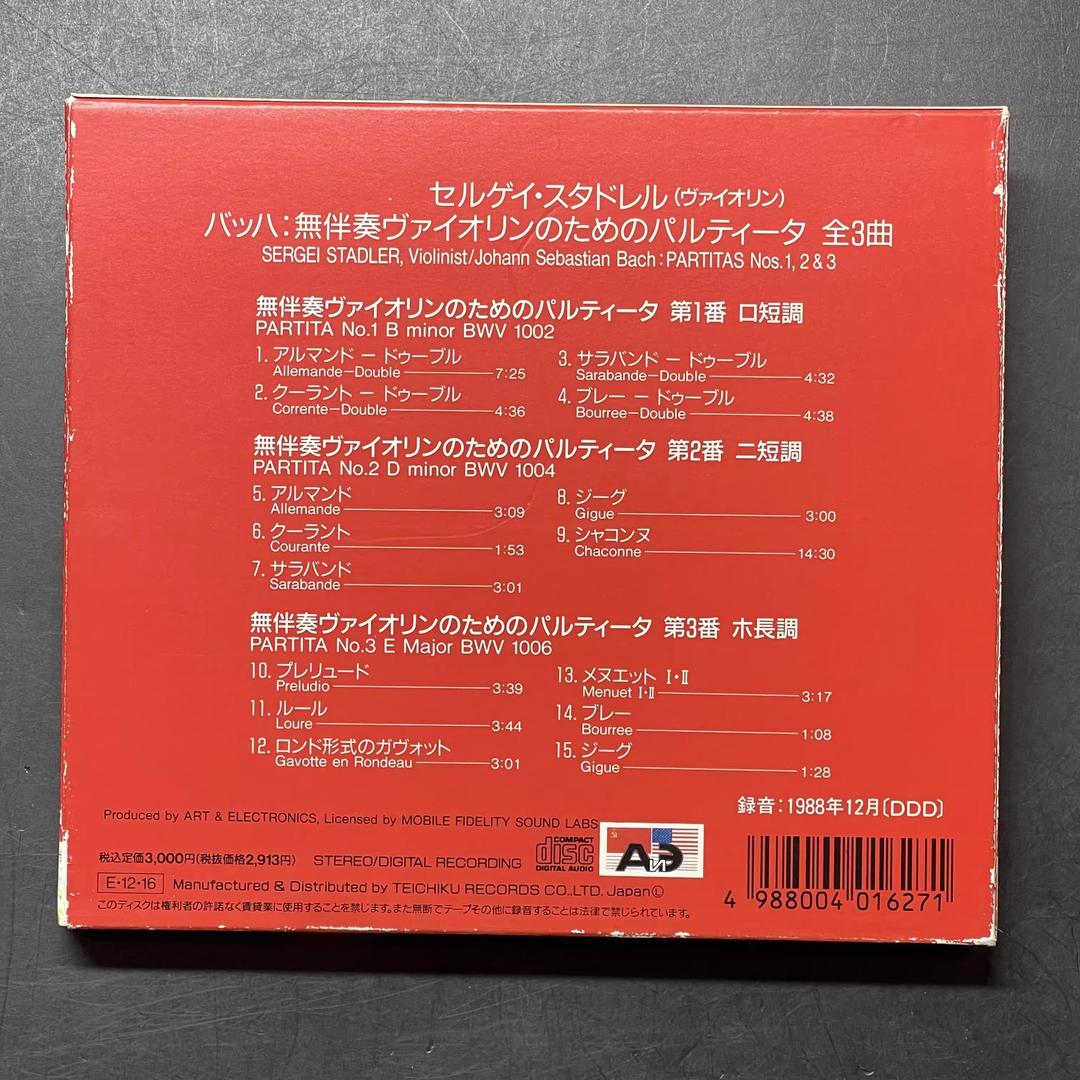 セルゲイ・スタドレル(ヴァイオリン)
バッハ:無伴奏ヴァイオリンのためのパルティータ 全3曲
SERGEI STADLER, Violinist/Johann Sebastian Bach:PARTITAS Nos.1, 2 & 3
無伴奏ヴァイオリンのためのパルティータ 第1番 ロ短調
PARTITA No.1 B minor BWV 1002
1. アルマンド − ドゥーブル
Allemande−Double 7:25
2. クーラント − ドゥーブル
Corrente−Double 4:36
3. サラバンド − ドゥーブル
Sarabande−Double 4:32
4. ブレー − ドゥーブル
Bourree−Double 4:38
無伴奏ヴァイオリンのためのパルティータ 第2番 ニ短調
PARTITA No.2 D minor BWV 1004
5. アルマンド
Allemande 3:09
6. クーラント
Courante 1:53
7. サラバンド
Sarabande 3:01
8. ジーグ
Gigue 3:00
9. シャコンヌ
Chaconne 14:30
無伴奏ヴァイオリンのためのパルティータ 第3番 ホ長調
PARTITA No.3 E Major BWV 1006
10. プレリュード
Preludio 3:39
11. ルール
Loure 3:44
12. ロンド形式のガヴォット
Gavotte en Rondeau 3:01
13. メヌエット I・II
Menuet I・II 3:17
14. ブレー
Bourree 1:08
15. ジーグ
Gigue 1:28
録音:1988年12月〔DDD〕
Produced by ART & ELECTRONICS, Licensed by MOBILE FIDELITY SOUND LABS
税込定価3,000円(税抜価格2,913円) STEREO/DIGITAL RECORDING
COMPACT disc DIGITAL AUDIO
AиЭ
E・12・16 Manufactured & Distributed by TEICHIKU RECORDS CO.,LTD. Japan Ⓛ
このディスクは権利者の許諾なく賃貸業に使用することを禁じます。また無断でテープその他に録音することは法律で禁じられています。
4 988004 016271